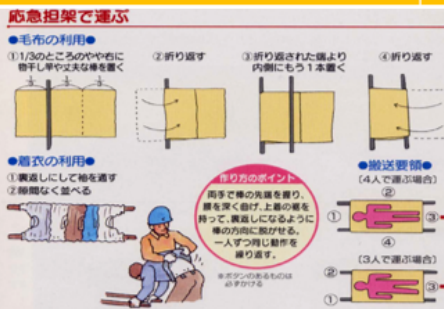 応急担架で運ぶ
●毛布の利用●
①1/3のところのやや右に
物干し竿や丈夫な棒を置く
②折り返す
③折り返された端より
内側にもう1本置く
④折り返す
●着衣の利用●
①裏返しにして袖を通す
②隙間なく並べる
作り方のポイント
両手で棒の先端を握り、
腰を深く曲げ、上着の裾を
持って、裏返しになるように
棒の方向に脱がせる。
一人ずつ同じ動作を
繰り返す。
※ボタンのあるものは
必ずかける
●搬送要領●
〔4人で運ぶ場合〕
②
①
③
④
〔3人で運ぶ場合〕
②
③
①